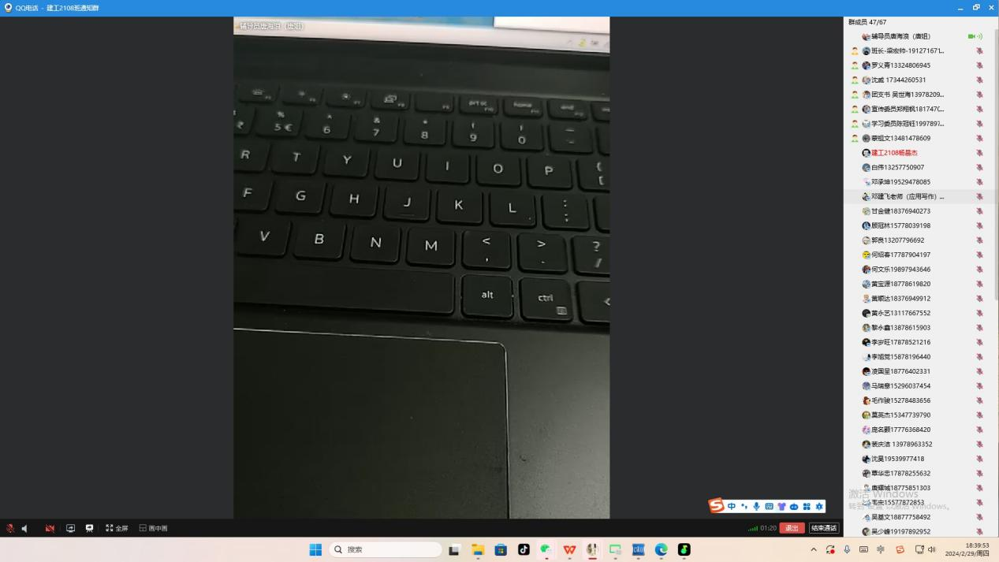 QQ电话 - 建工2108班通知群
辅导员唐海浪（唐姐）
群成员 47/67
辅导员唐海浪（唐姐）
班长-梁宏帅-191271671...
罗义青13324806945
沈威 17344260531
团支书 吴世海13978209...
宣传委员郑翔枫1817470...
学习委员陈冠钰1997897...
蒙祖文13481478609
建工2108杨昌杰
白伟13257750907
邓承坤19529478085
邓建飞老师（应用写作）...
甘金健18376940273
顾冠林15778039198
郭良13207796692
何绍春17787904197
何文乐19897943646
黄宝源18778619820
黄顺达18376949912
黄永艺13117667552
黎永鑫13878615903
李岁旺17878521216
李旭党15878196440
凌国呈18776402331
马瑞意15296037454
毛作骏15278483656
莫英杰15347739790
庞名颢17776368420
裴庆洁 13978963352
沈昊19539977418
覃华忠17878255632
唐耀城18775851303
韦宗15577872853
吴基文18877758492
吴少峰19197892952
激活 Windows
5 € 6 7 8 9 0
R T Y U I O P
F G H J K L : ;
V B N M < , > . ? /
alt ctrl
中
全屏 画中画 01:20 退出 结束通话
搜索
中
18:39:53
2024/2/29/周四